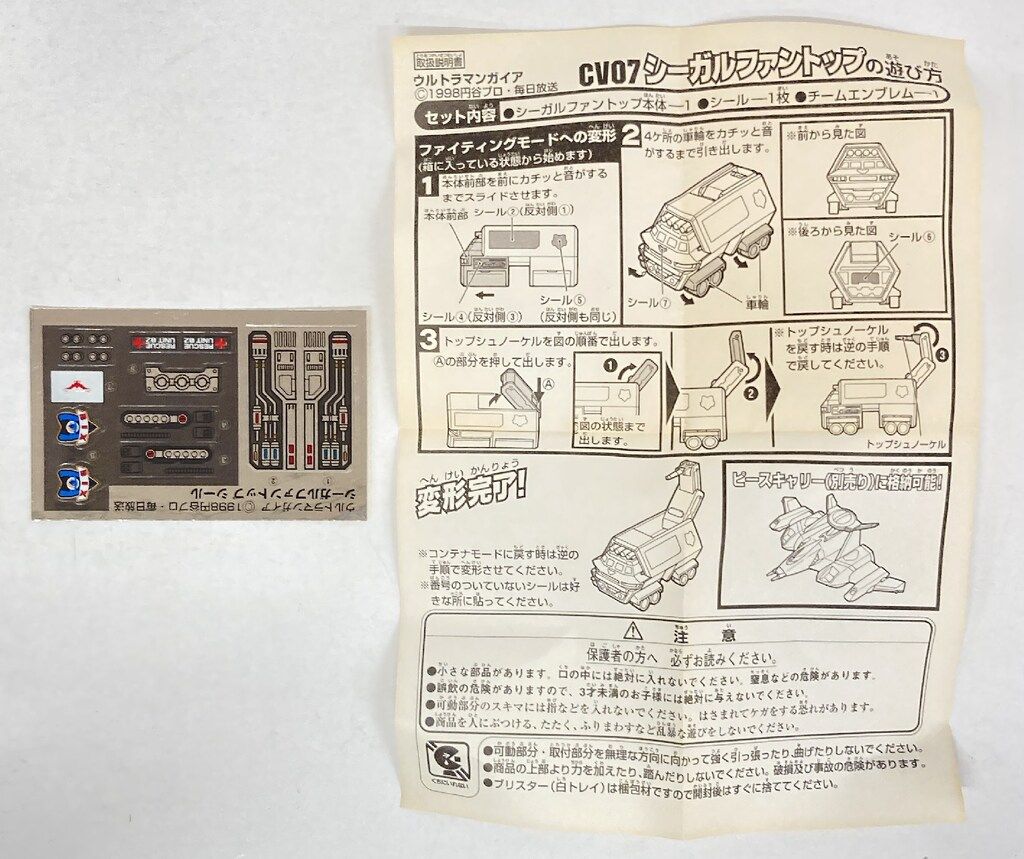 取扱説明書
ウルトラマンガイア
©1998円谷プロ・毎日放送
CV07シーガルファントップの遊び方
セット内容 ●シーガルファントップ本体―1 ●シール―1枚 ●チームエンブレム―1
ファイティングモードへの変形
(箱に入っている状態から始めます)
1 本体前部を前にカチッと音がする
までスライドさせます。
本体前部 シール②(反対側①)
シール⑤
シール④(反対側③) (反対側も同じ)
2 4ケ所の車輪をカチッと音
がするまで引き出します。
シール⑦
車輪
※前から見た図
※後ろから見た図
シール⑥
3 トップシュノーケルを図の順番で出します。
Ⓐの部分を押して出します。
Ⓐ
❶
図の状態まで
出します。
❷
※トップシュノーケル
を戻す時は逆の手順
で戻してください。
❸
トップシュノーケル
へんけいかんりょう
変形完了!
※コンテナモードに戻す時は逆の
手順で変形させてください。
※番号のついていないシールは好
きな所に貼ってください。
ピースキャリー(別売り)に格納可能!
⚠ 注意
保護者の方へ 必ずお読みください。
●小さな部品があります。口の中には絶対に入れないでください。窒息などの危険があります。
●誤飲の危険がありますので、3才未満のお子様には絶対に与えないでください。
●可動部分のスキマには指などを入れないでください。はさまれてケガをする恐れがあります。
●商品を人にぶつける、たたく、ふりまわすなど乱暴な遊びをしないでください。
くちにいれない
●可動部分・取付部分を無理な方向に向かって強く引っ張ったり、曲げたりしないでください。
●商品の上部より力を加えたり、踏んだりしないでください。破損及び事故の危険があります。
●ブリスター(白トレイ)は梱包材ですので開封後はすぐに捨ててください。
RESCUE
UNIT 02
RESCUE
UNIT 02
XIX
XIX
① ②
シーガルファントップ シール
ウルトラマンガイア ©1998円谷プロ・毎日放送